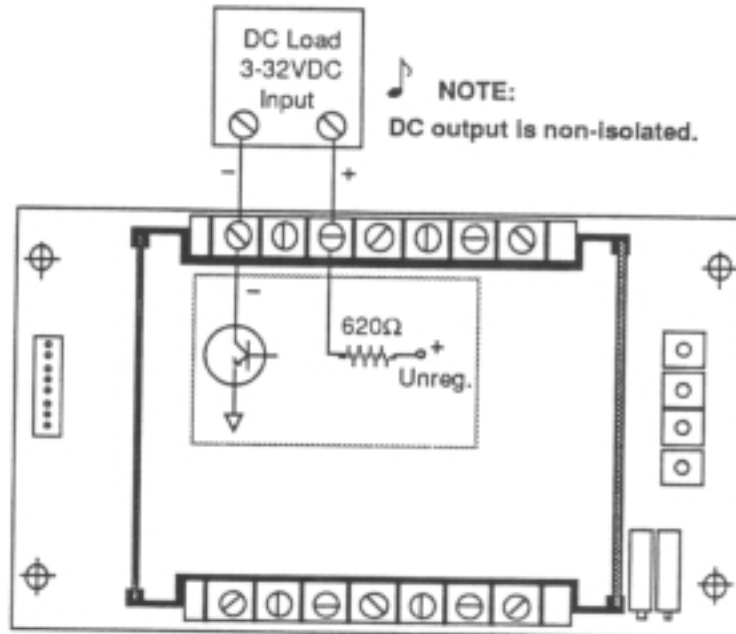 DC Load
3-32VDC
Input
NOTE:
DC output is non-isolated.
− +
−
620Ω
+
Unreg.